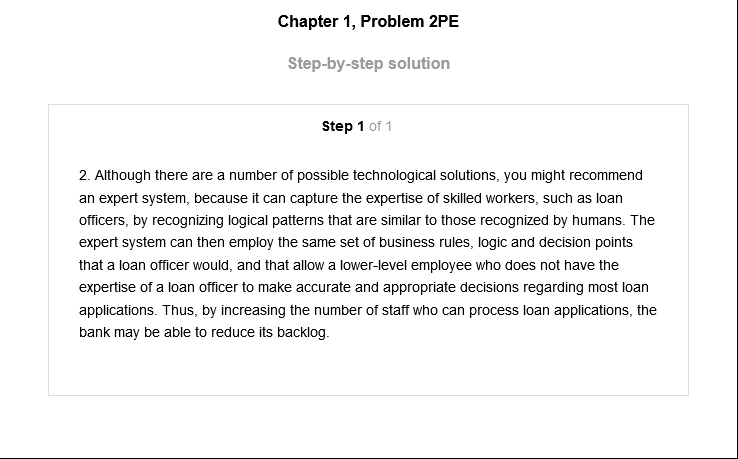 Chapter 1, Problem 2PE
Step-by-step solution
Step 1 of 1
2. Although there are a number of possible technological solutions, you might recommend
an expert system, because it can capture the expertise of skilled workers, such as loan
officers, by recognizing logical patterns that are similar to those recognized by humans. The
expert system can then employ the same set of business rules, logic and decision points
that a loan officer would, and that allow a lower-level employee who does not have the
expertise of a loan officer to make accurate and appropriate decisions regarding most loan
applications. Thus, by increasing the number of staff who can process loan applications, the
bank may be able to reduce its backlog.